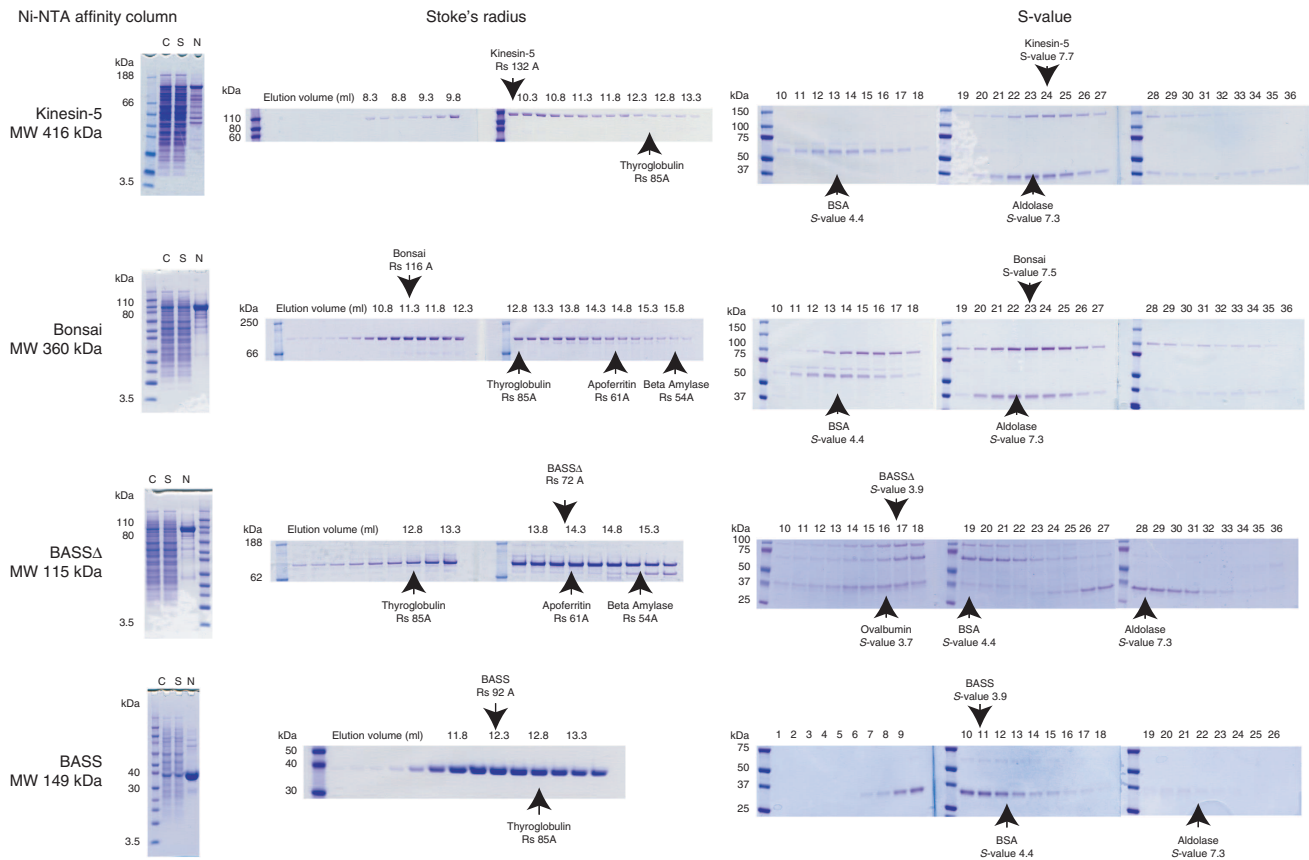 Ni-NTA affinity column
Stoke's radius
S-value
Kinesin-5
MW 416 kDa
C S N
kDa
188
66
3.5
Kinesin-5
Rs 132 A
kDa
Elution volume (ml) 8.3 8.8 9.3 9.8 10.3 10.8 11.3 11.8 12.3 12.8 13.3
110
80
60
Thyroglobulin
Rs 85A
Kinesin-5
S-value 7.7
10 11 12 13 14 15 16 17 18 19 20 21 22 23 24 25 26 27 28 29 30 31 32 33 34 35 36
kDa
150
100
75
50
37
BSA
S-value 4.4
Aldolase
S-value 7.3
Bonsai
MW 360 kDa
C S N
kDa
110
80
3.5
Bonsai
Rs 116 A
kDa
Elution volume (ml) 10.8 11.3 11.8 12.3 12.8 13.3 13.8 14.3 14.8 15.3 15.8
250
66
Thyroglobulin
Rs 85A
Apoferritin
Rs 61A
Beta Amylase
Rs 54A
Bonsai
S-value 7.5
10 11 12 13 14 15 16 17 18 19 20 21 22 23 24 25 26 27 28 29 30 31 32 33 34 35 36
kDa
150
100
75
50
37
BSA
S-value 4.4
Aldolase
S-value 7.3
BASSΔ
MW 115 kDa
C S N
kDa
110
80
3.5
BASSΔ
Rs 72 A
kDa
Elution volume (ml) 12.8 13.3 13.8 14.3 14.8 15.3
188
62
Thyroglobulin
Rs 85A
Apoferritin
Rs 61A
Beta Amylase
Rs 54A
BASSΔ
S-value 3.9
10 11 12 13 14 15 16 17 18 19 20 21 22 23 24 25 26 27 28 29 30 31 32 33 34 35 36
kDa
100
75
50
37
25
Ovalbumin
S-value 3.7
BSA
S-value 4.4
Aldolase
S-value 7.3
BASS
MW 149 kDa
C S N
kDa
40
30
3.5
BASS
Rs 92 A
Elution volume (ml) 11.8 12.3 12.8 13.3
50
40
30
Thyroglobulin
Rs 85A
BASS
S-value 3.9
kDa
1 2 3 4 5 6 7 8 9 10 11 12 13 14 15 16 17 18 19 20 21 22 23 24 25 26
75
50
37
25
BSA
S-value 4.4
Aldolase
S-value 7.3